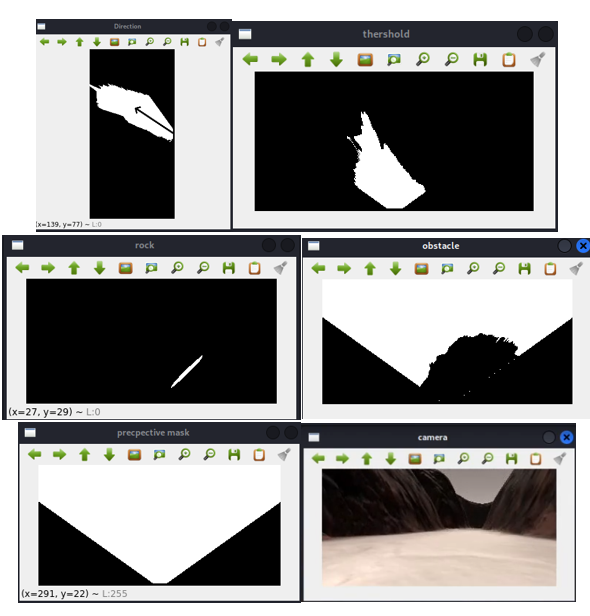 Direction
thershold
(x=139, y=77) ~ L:0
rock
obstacle
(x=27, y=29) ~ L:0
precpective mask
camera
(x=291, y=22) ~ L:255